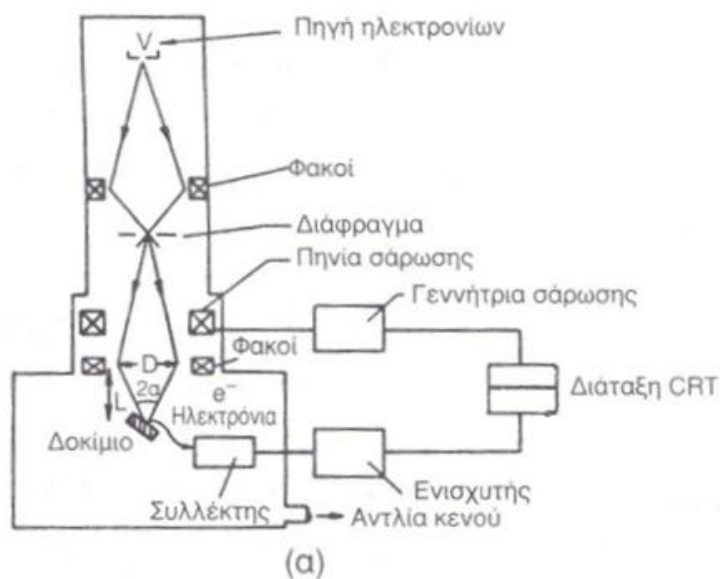 V
Πηγή ηλεκτρονίων
Φακοί
Διάφραγμα
Πηνία σάρωσης
Γεννήτρια σάρωσης
Φακοί
D
2α
e⁻
L
Ηλεκτρόνια
Διάταξη CRT
Δοκίμιο
Συλλέκτης
Ενισχυτής
Αντλία κενού
(α)